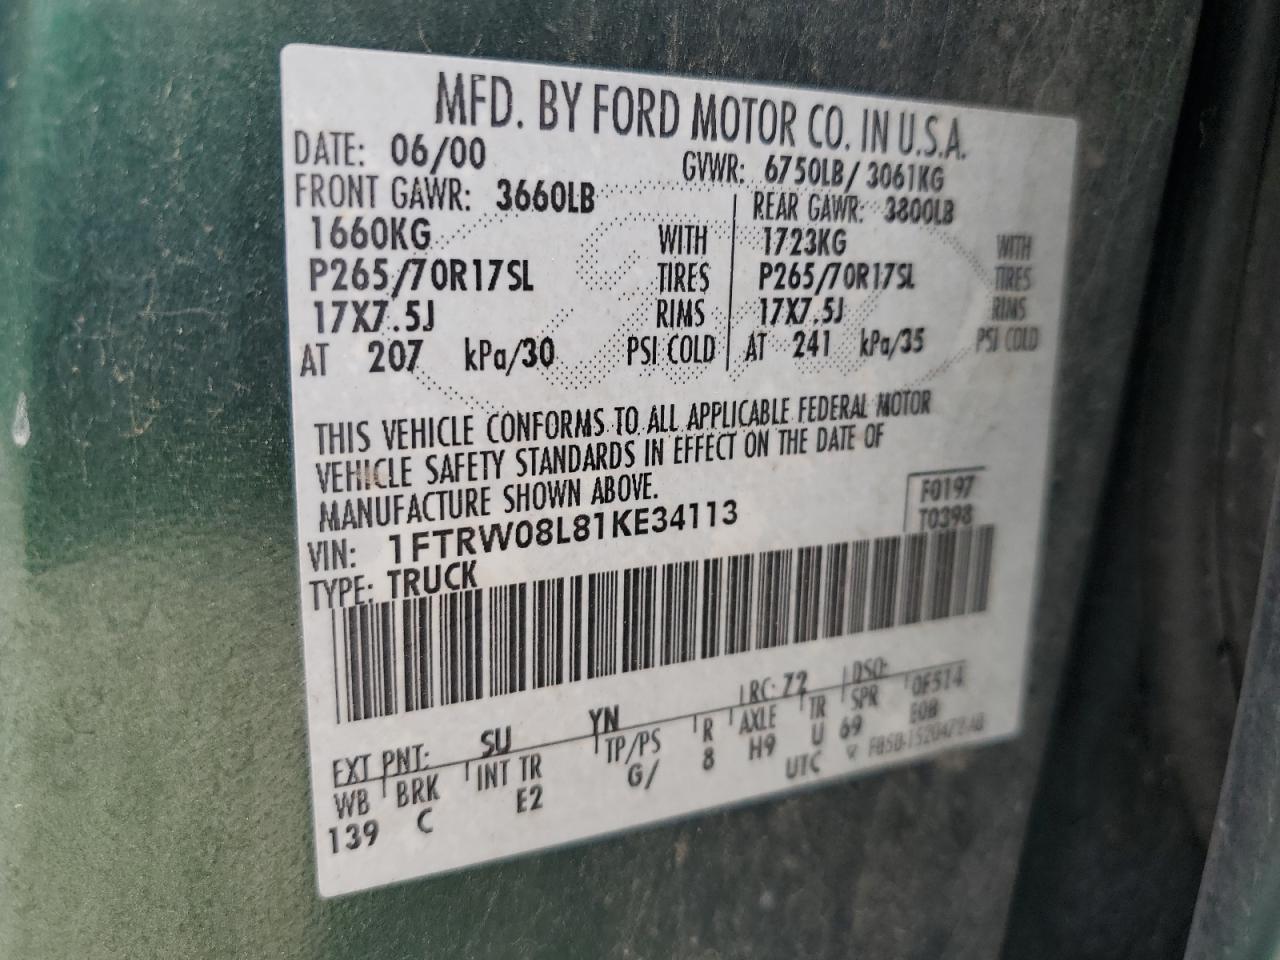 MFD. BY FORD MOTOR CO. IN U.S.A.
DATE: 06/00 GVWR: 6750LB/ 3061KG
FRONT GAWR: 3660LB REAR GAWR: 3800LB
1660KG WITH 1723KG WITH
P265/70R17SL TIRES P265/70R17SL TIRES
17X7.5J RIMS 17X7.5J RIMS
AT 207 kPa/30 PSI COLD AT 241 kPa/35 PSI COLD
THIS VEHICLE CONFORMS TO ALL APPLICABLE FEDERAL MOTOR
VEHICLE SAFETY STANDARDS IN EFFECT ON THE DATE OF
MANUFACTURE SHOWN ABOVE.
F0197
VIN: 1FTRW08L81KE34113 T0398
TYPE: TRUCK
EXT PNT: SU YN RC: 72 DSO:
WB BRK INT TR TP/PS R AXLE TR SPR 0F514
139 C E2 G/ 8 H9 U 69 E08
UTC